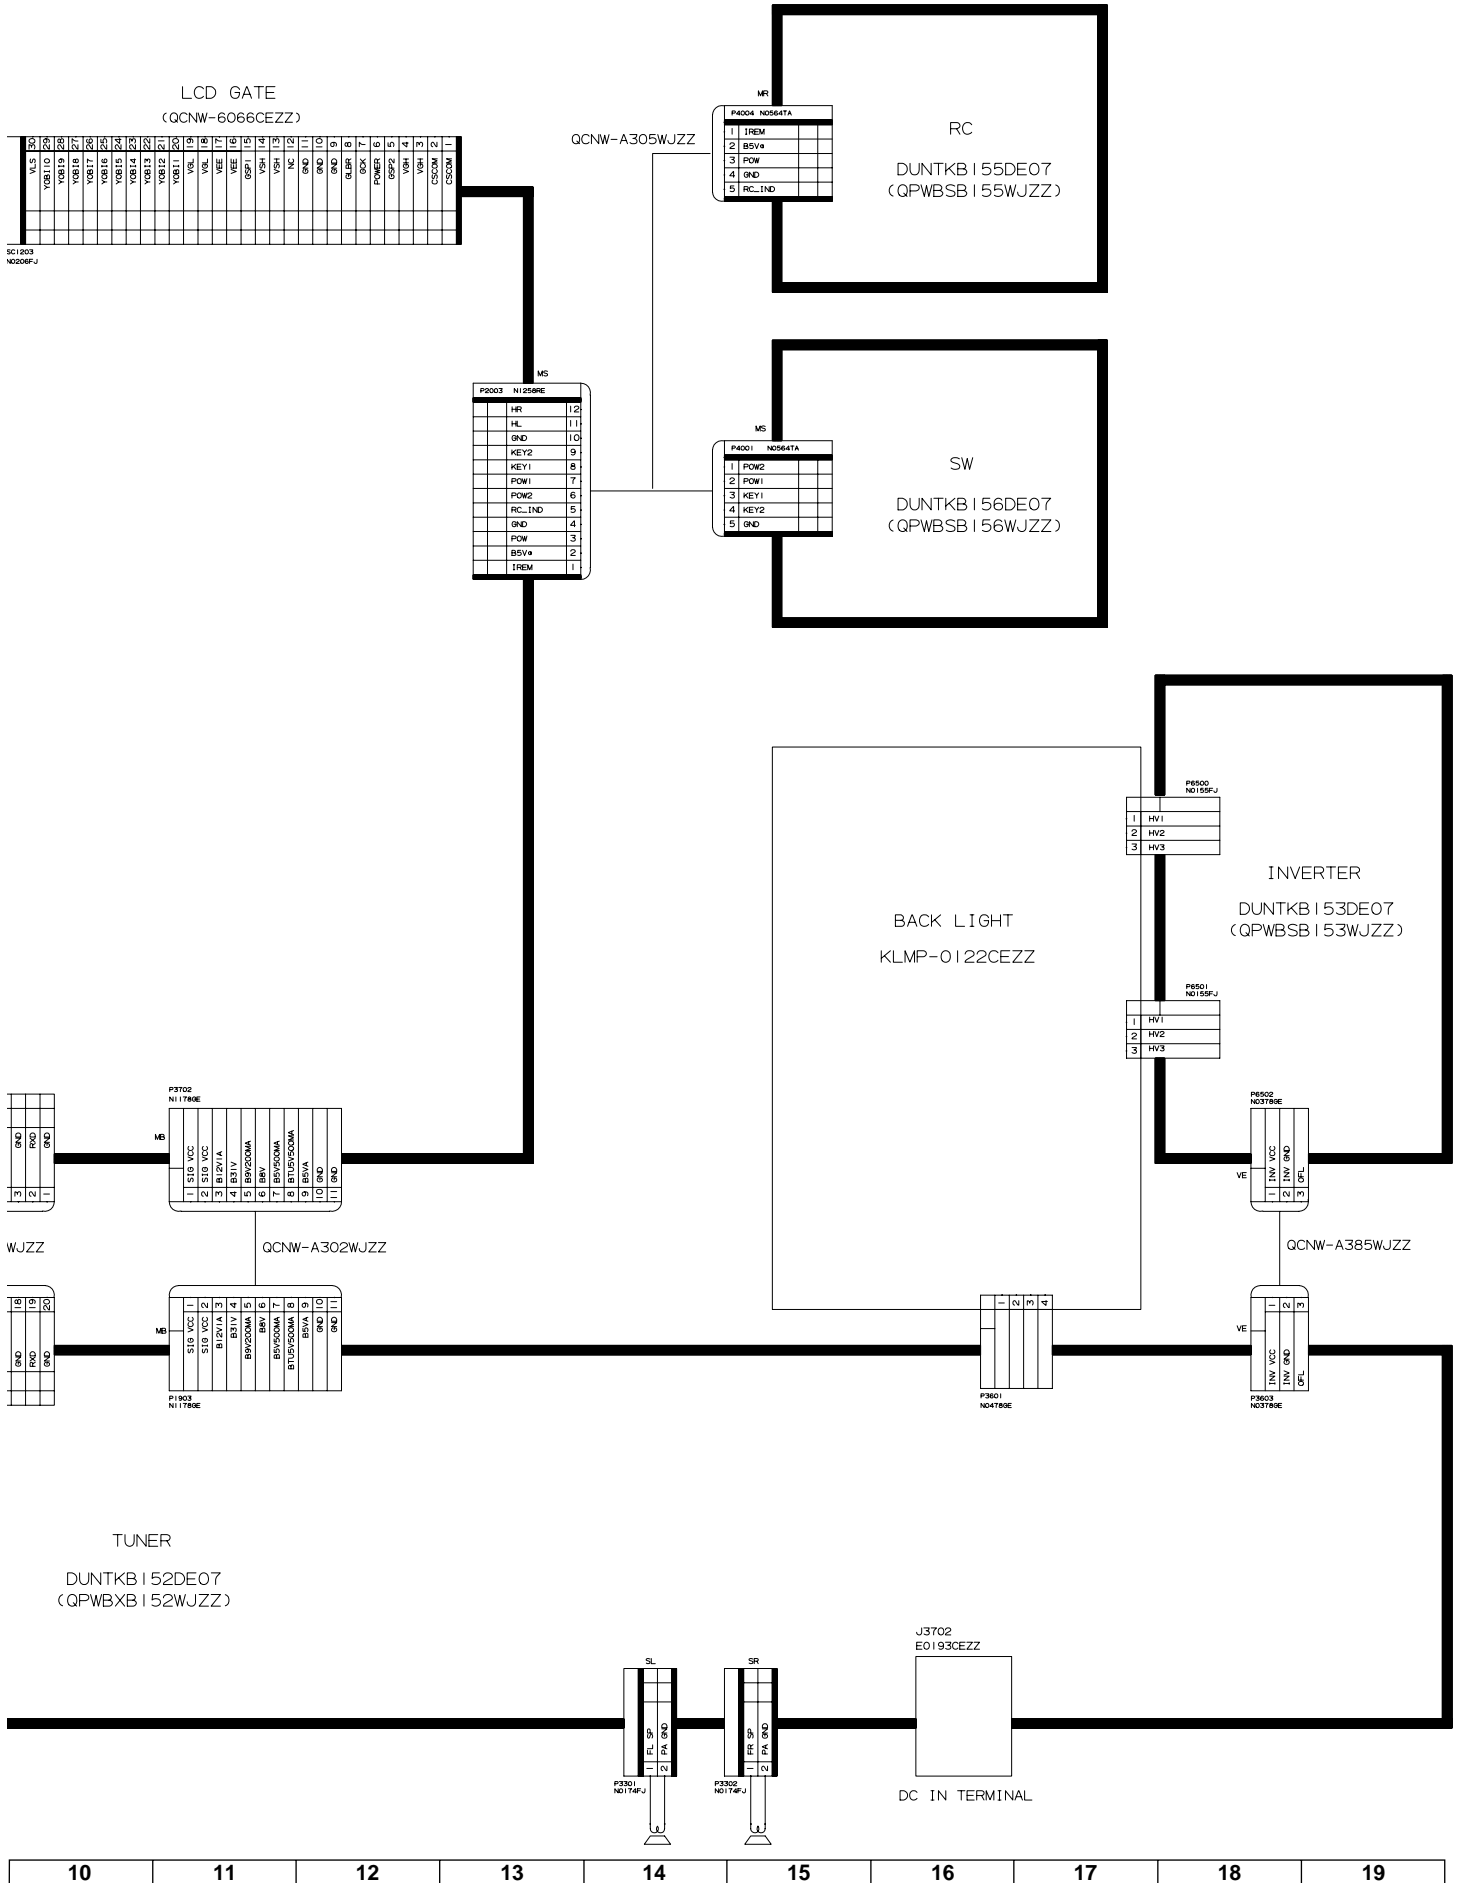 LCD GATE
(QCNW-6066CEZZ)
30 VLS
29 YOBI10
28 YOBI9
27 YOBI8
26 YOBI7
25 YOBI6
24 YOBI5
23 YOBI4
22 YOBI3
21 YOBI2
20 YOBI1
19 VGL
18 VGL
17 VEE
16 VEE
15 GSP1
14 VSH
13 VSH
12 NC
11 GND
10 GND
9 GND
8 GLBR
7 GCK
6 POWER
5 GSP2
4 VGH
3 VGH
2 CSCOM
1 CSCOM
SC1203
N0206FJ
QCNW-A305WJZZ
MR
P4004 N0564TA
1 IREM
2 B5Va
3 POW
4 GND
5 RC_IND
RC
DUNTKB155DE07
(QPWBSB155WJZZ)
MS
P2003 N1258RE
HR 12
HL 11
GND 10
KEY2 9
KEY1 8
POW1 7
POW2 6
RC_IND 5
GND 4
POW 3
B5Va 2
IREM 1
MS
P4001 N0564TA
1 POW2
2 POW1
3 KEY1
4 KEY2
5 GND
SW
DUNTKB156DE07
(QPWBSB156WJZZ)
P6500
N0155FJ
1 HV1
2 HV2
3 HV3
BACK LIGHT
KLMP-0122CEZZ
INVERTER
DUNTKB153DE07
(QPWBSB153WJZZ)
P6501
N0155FJ
1 HV1
2 HV2
3 HV3
3 GND
2 RXD
1 GND
P3702
N1178GE
MB
1 SIG VCC
2 SIG VCC
3 B12V1A
4 B31V
5 B9V200MA
6 B8V
7 B5V500MA
8 BTU5V500MA
9 B5VA
10 GND
11 GND
P6502
N0378GE
VE
1 INV VCC
2 INV GND
3 OFL
WJZZ
QCNW-A302WJZZ
QCNW-A385WJZZ
18 GND
19 RXD
20 GND
MB
1 SIG VCC
2 SIG VCC
3 B12V1A
4 B31V
5 B9V200MA
6 B8V
7 B5V500MA
8 BTU5V500MA
9 B5VA
10 GND
11 GND
P1903
N1178GE
1
2
3
4
P3601
N0478GE
VE
1 INV VCC
2 INV GND
3 OFL
P3603
N0378GE
TUNER
DUNTKB152DE07
(QPWBXB152WJZZ)
SL
1 FL SP
2 PA GND
P3301
N0174FJ
SR
1 FR SP
2 PA GND
P3302
N0174FJ
J3702
E0193CEZZ
DC IN TERMINAL
10 11 12 13 14 15 16 17 18 19